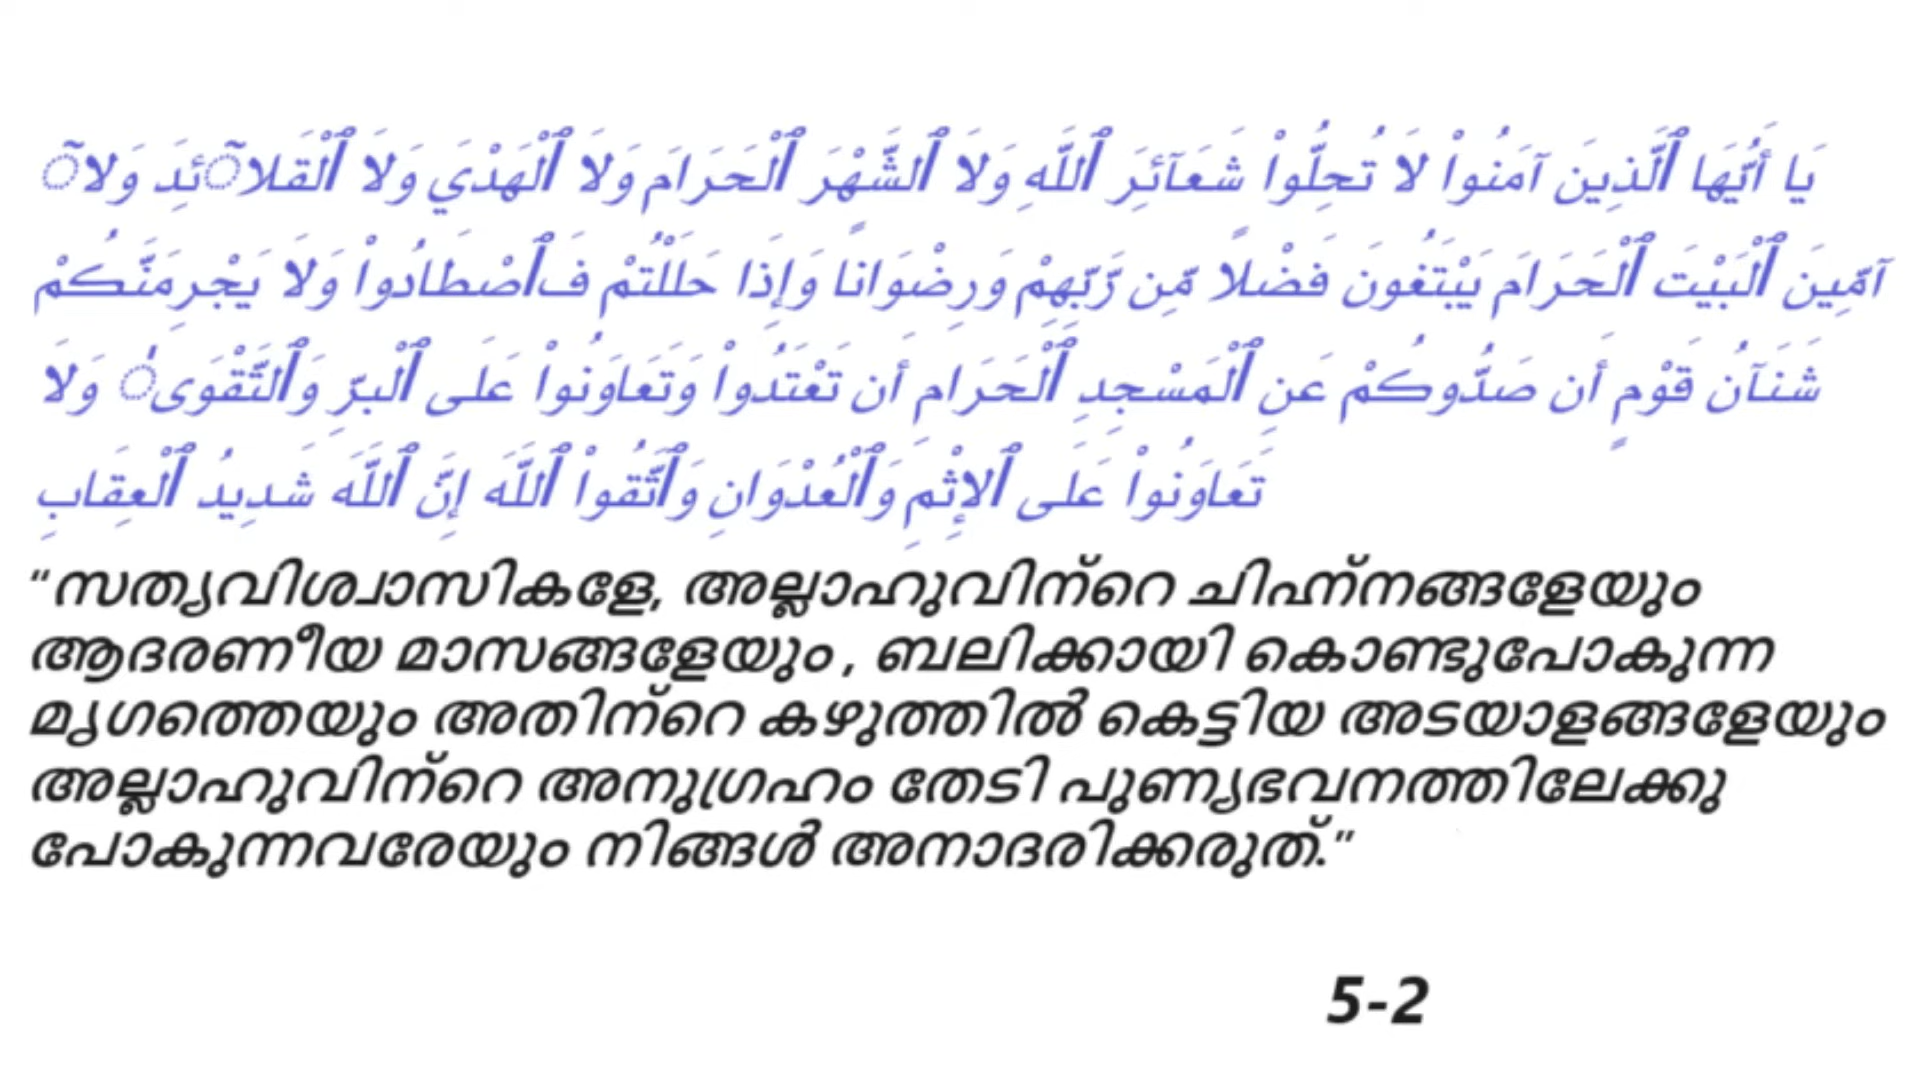 يَا أَيُّهَا ٱلَّذِينَ آمَنُواْ لاَ تُحِلُّواْ شَعَآئِرَ ٱللَّهِ وَلاَ ٱلشَّهْرَ ٱلْحَرَامَ وَلاَ ٱلْهَدْيَ وَلاَ ٱلْقَلاۤئِدَ وَلاۤ
آمِّينَ ٱلْبَيْتَ ٱلْحَرَامَ يَبْتَغُونَ فَضْلاً مِّن رَّبِّهِمْ وَرِضْوَاناً وَإِذَا حَلَلْتُمْ فَٱصْطَادُواْ وَلاَ يَجْرِمَنَّكُمْ
شَنَآنُ قَوْمٍ أَن صَدُّوكُمْ عَنِ ٱلْمَسْجِدِ ٱلْحَرَامِ أَن تَعْتَدُواْ وَتَعَاوَنُواْ عَلَى ٱلْبرِّ وَٱلتَّقْوَىٰ وَلاَ
تَعَاوَنُواْ عَلَى ٱلإِثْمِ وَٱلْعُدْوَانِ وَٱتَّقُواْ ٱللَّهَ إِنَّ ٱللَّهَ شَدِيدُ ٱلْعِقَابِ
“സത്യവിശ്വാസികളേ, അല്ലാഹുവിന്റെ ചിഹ്ന്നങ്ങളേയും
ആദരണീയ മാസങ്ങളേയും , ബലിക്കായി കൊണ്ടുപോകുന്ന
മൃഗത്തെയും അതിന്റെ കഴുത്തിൽ കെട്ടിയ അടയാളങ്ങളേയും
അല്ലാഹുവിന്റെ അനുഗ്രഹം തേടി പുണ്യഭവനത്തിലേക്കു
പോകുന്നവരേയും നിങ്ങൾ അനാദരിക്കരുത്.”
5-2